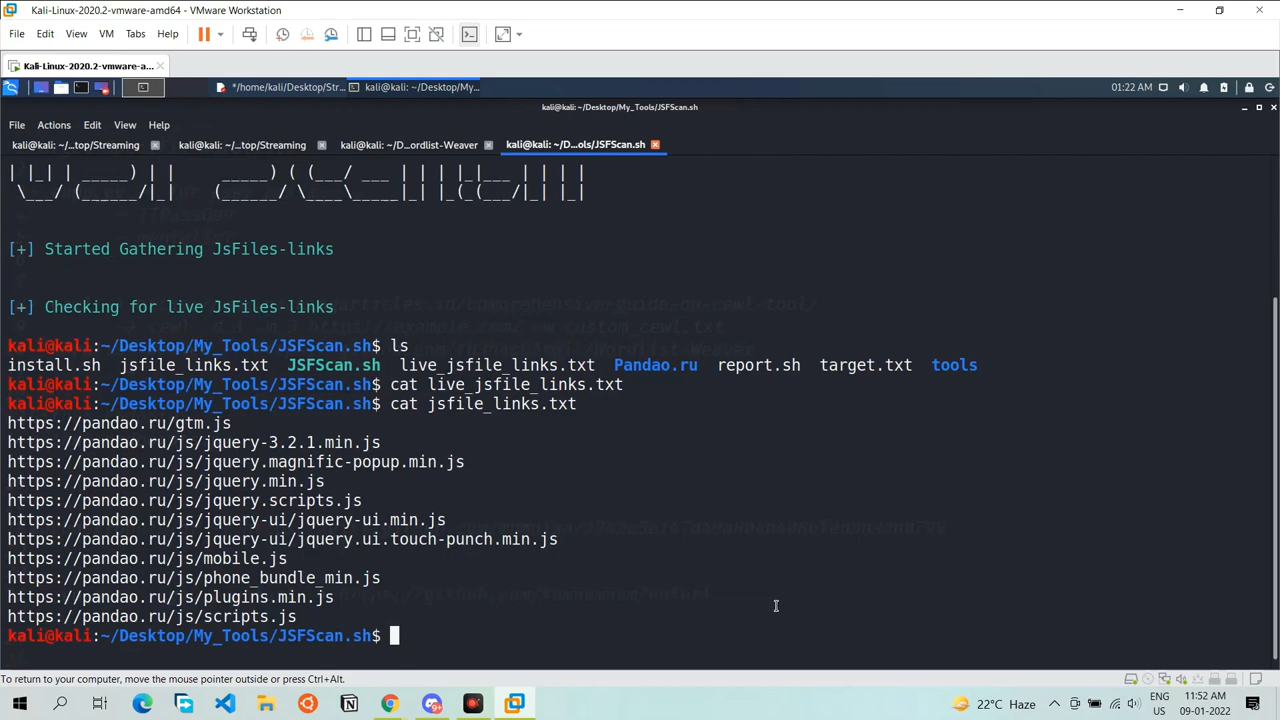 Kali-Linux-2020.2-vmware-amd64 - VMware Workstation
File Edit View VM Tabs Help
Kali-Linux-2020.2-vmware-a...
*/home/kali/Desktop/Str... kali@kali: ~/Desktop/My... 01:22 AM
kali@kali: ~/Desktop/My_Tools/JSFScan.sh
File Actions Edit View Help
kali@kali: ~/...top/Streaming kali@kali: ~/...top/Streaming kali@kali: ~/D...ordlist-Weaver kali@kali: ~/D...ols/JSFScan.sh
[+] Started Gathering JsFiles-links
[+] Checking for live JsFiles-links
kali@kali:~/Desktop/My_Tools/JSFScan.sh$ ls
install.sh jsfile_links.txt JSFScan.sh live_jsfile_links.txt Pandao.ru report.sh target.txt tools
kali@kali:~/Desktop/My_Tools/JSFScan.sh$ cat live_jsfile_links.txt
kali@kali:~/Desktop/My_Tools/JSFScan.sh$ cat jsfile_links.txt
https://pandao.ru/gtm.js
https://pandao.ru/js/jquery-3.2.1.min.js
https://pandao.ru/js/jquery.magnific-popup.min.js
https://pandao.ru/js/jquery.min.js
https://pandao.ru/js/jquery.scripts.js
https://pandao.ru/js/jquery-ui/jquery-ui.min.js
https://pandao.ru/js/jquery-ui/jquery.ui.touch-punch.min.js
https://pandao.ru/js/mobile.js
https://pandao.ru/js/phone_bundle_min.js
https://pandao.ru/js/plugins.min.js
https://pandao.ru/js/scripts.js
kali@kali:~/Desktop/My_Tools/JSFScan.sh$
To return to your computer, move the mouse pointer outside or press Ctrl+Alt.
22°C Haze ENG 11:52 AM
US 09-01-2022